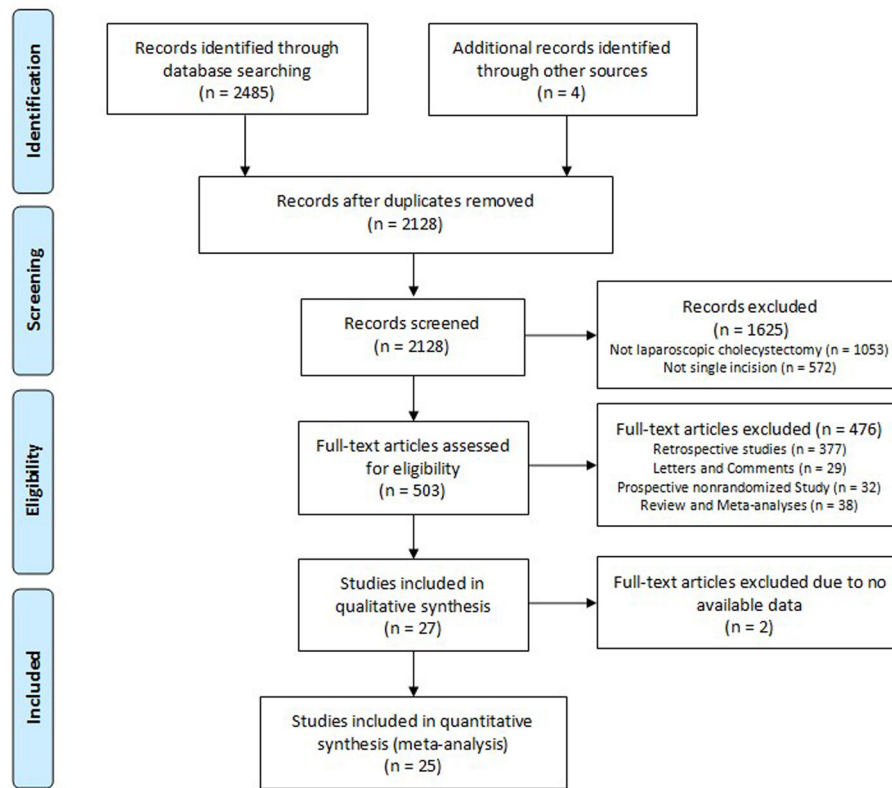 Identification
Records identified through
database searching
(n = 2485)
Additional records identified
through other sources
(n = 4)
Records after duplicates removed
(n = 2128)
Screening
Records screened
(n = 2128)
Records excluded
(n = 1625)
Not laparoscopic cholecystectomy (n = 1053)
Not single incision (n = 572)
Eligibility
Full-text articles assessed
for eligibility
(n = 503)
Full-text articles excluded (n = 476)
Retrospective studies (n = 377)
Letters and Comments (n = 29)
Prospective nonrandomized Study (n = 32)
Review and Meta-analyses (n = 38)
Studies included in
qualitative synthesis
(n = 27)
Full-text articles excluded due to no
available data
(n = 2)
Included
Studies included in quantitative
synthesis (meta-analysis)
(n = 25)